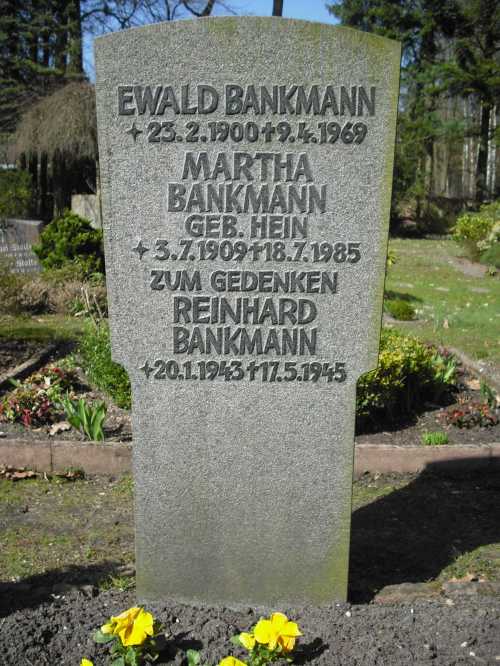 EWALD BANKMANN
✦ 23.2.1900 ✝ 9.4.1969
MARTHA
BANKMANN
GEB. HEIN
✦ 3.7.1909 ✝ 18.7.1985
ZUM GEDENKEN
REINHARD
BANKMANN
✦ 20.1.1943 ✝ 17.5.1945